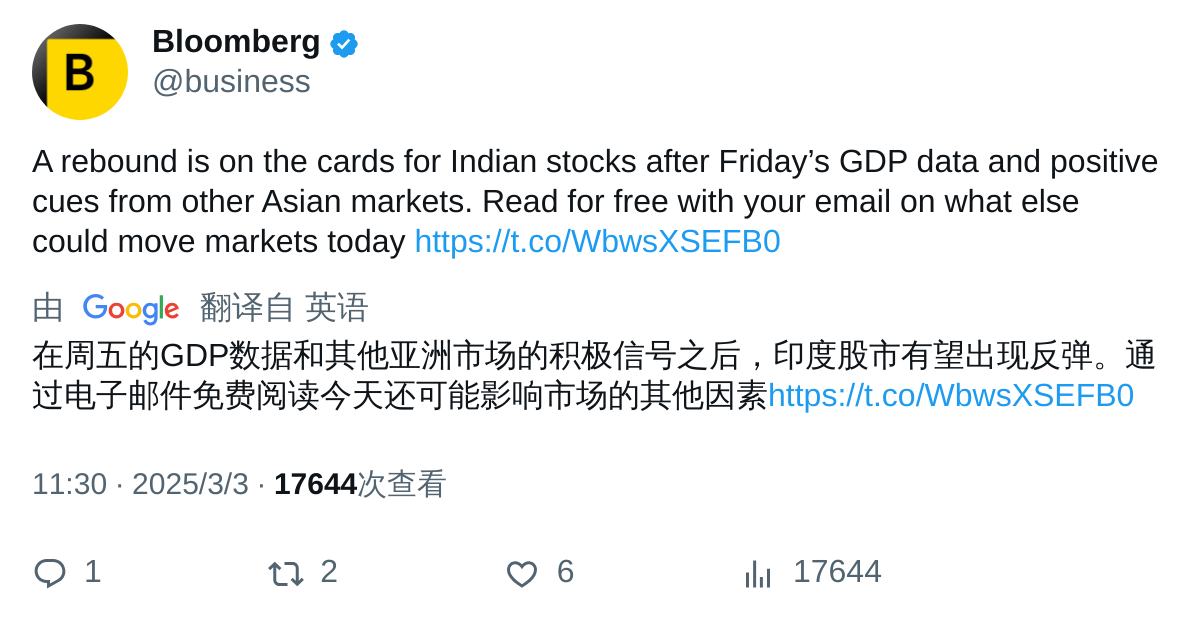 B
Bloomberg
@business
A rebound is on the cards for Indian stocks after Friday’s GDP data and positive
cues from other Asian markets. Read for free with your email on what else
could move markets today https://t.co/WbwsXSEFB0
由 Google 翻译自 英语
在周五的GDP数据和其他亚洲市场的积极信号之后，印度股市有望出现反弹。通
过电子邮件免费阅读今天还可能影响市场的其他因素https://t.co/WbwsXSEFB0
11:30 · 2025/3/3 · 17644次查看
1 2 6 17644